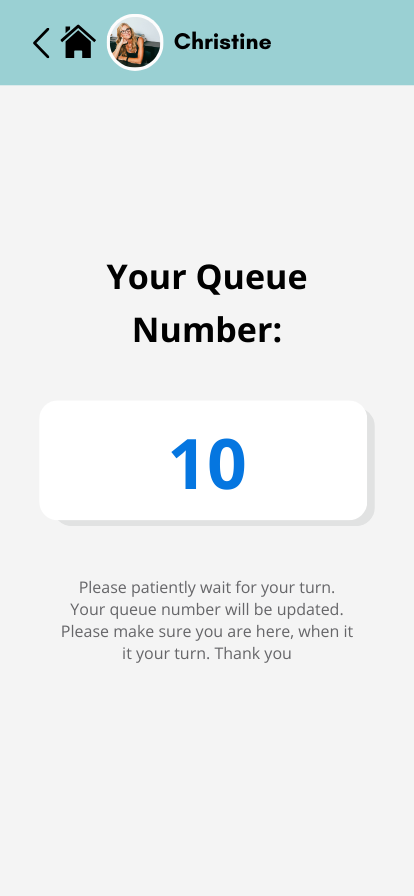 Christine
Your Queue
Number:
10
Please patiently wait for your turn.
Your queue number will be updated.
Please make sure you are here, when it
it your turn. Thank you